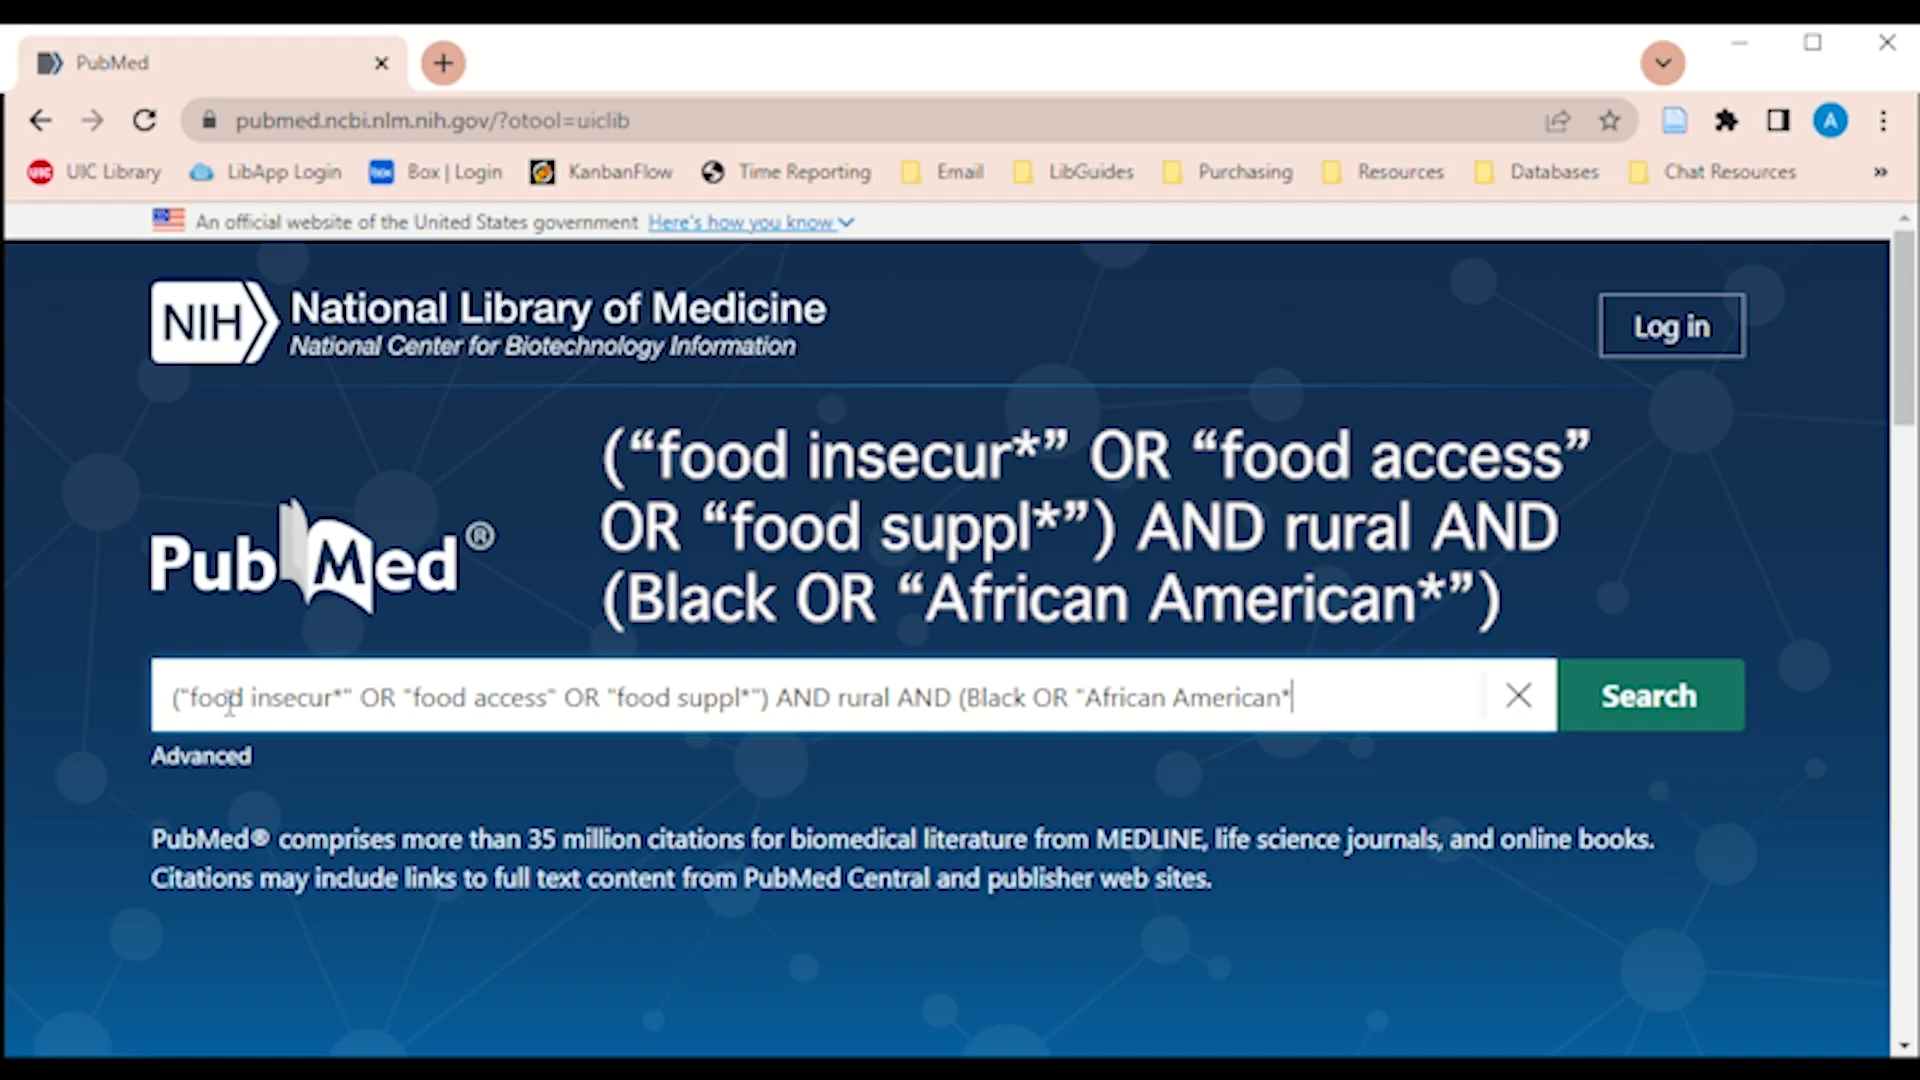 PubMed
pubmed.ncbi.nlm.nih.gov/?otool=uiclib
A
UIC UIC Library LibApp Login box Box | Login KanbanFlow Time Reporting Email LibGuides Purchasing Resources Databases Chat Resources »
An official website of the United States government Here's how you know
NIH National Library of Medicine
National Center for Biotechnology Information
Log in
(“food insecur*” OR “food access”
OR “food suppl*”) AND rural AND
(Black OR “African American*”)
PubMed®
("food insecur*" OR "food access" OR "food suppl*") AND rural AND (Black OR "African American*
Search
Advanced
PubMed® comprises more than 35 million citations for biomedical literature from MEDLINE, life science journals, and online books.
Citations may include links to full text content from PubMed Central and publisher web sites.